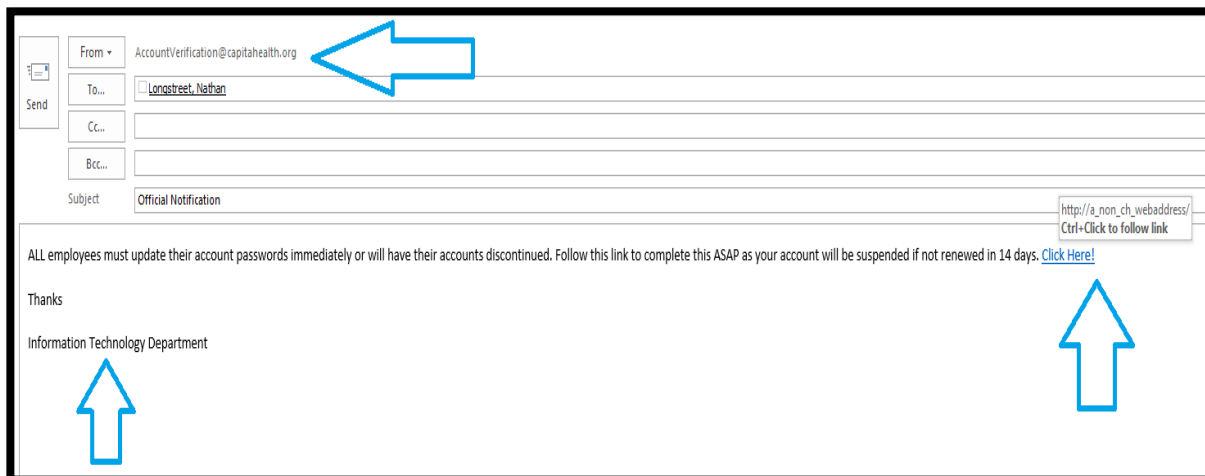 From
AccountVerification@capitahealth.org
Send
To...
Longstreet, Nathan
Cc...
Bcc...
Subject
Official Notification
http://a_non_ch_webaddress/
Ctrl+Click to follow link
ALL employees must update their account passwords immediately or will have their accounts discontinued. Follow this link to complete this ASAP as your account will be suspended if not renewed in 14 days. Click Here!
Thanks
Information Technology Department